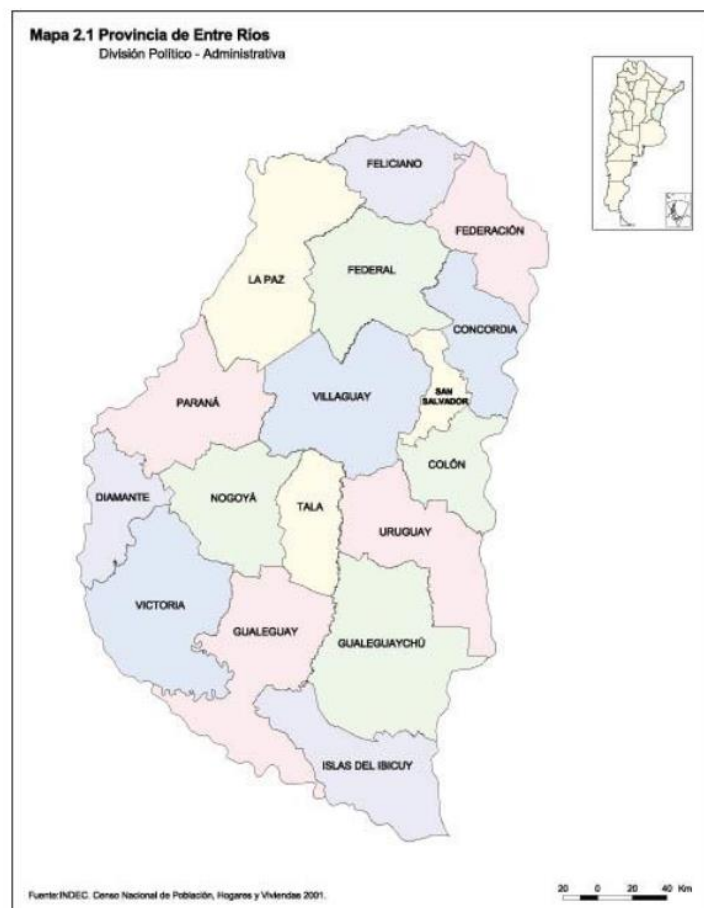 Mapa 2.1 Provincia de Entre Ríos
División Político - Administrativa
FELICIANO
FEDERACIÓN
LA PAZ
FEDERAL
CONCORDIA
PARANÁ
VILLAGUAY
SAN
SALVADOR
COLÓN
DIAMANTE
NOGOYÁ
TALA
URUGUAY
VICTORIA
GUALEGUAY
GUALEGUAYCHÚ
ISLAS DEL IBICUY
Fuente:INDEC. Censo Nacional de Población, Hogares y Viviendas 2001.
20 0 20 40 Km